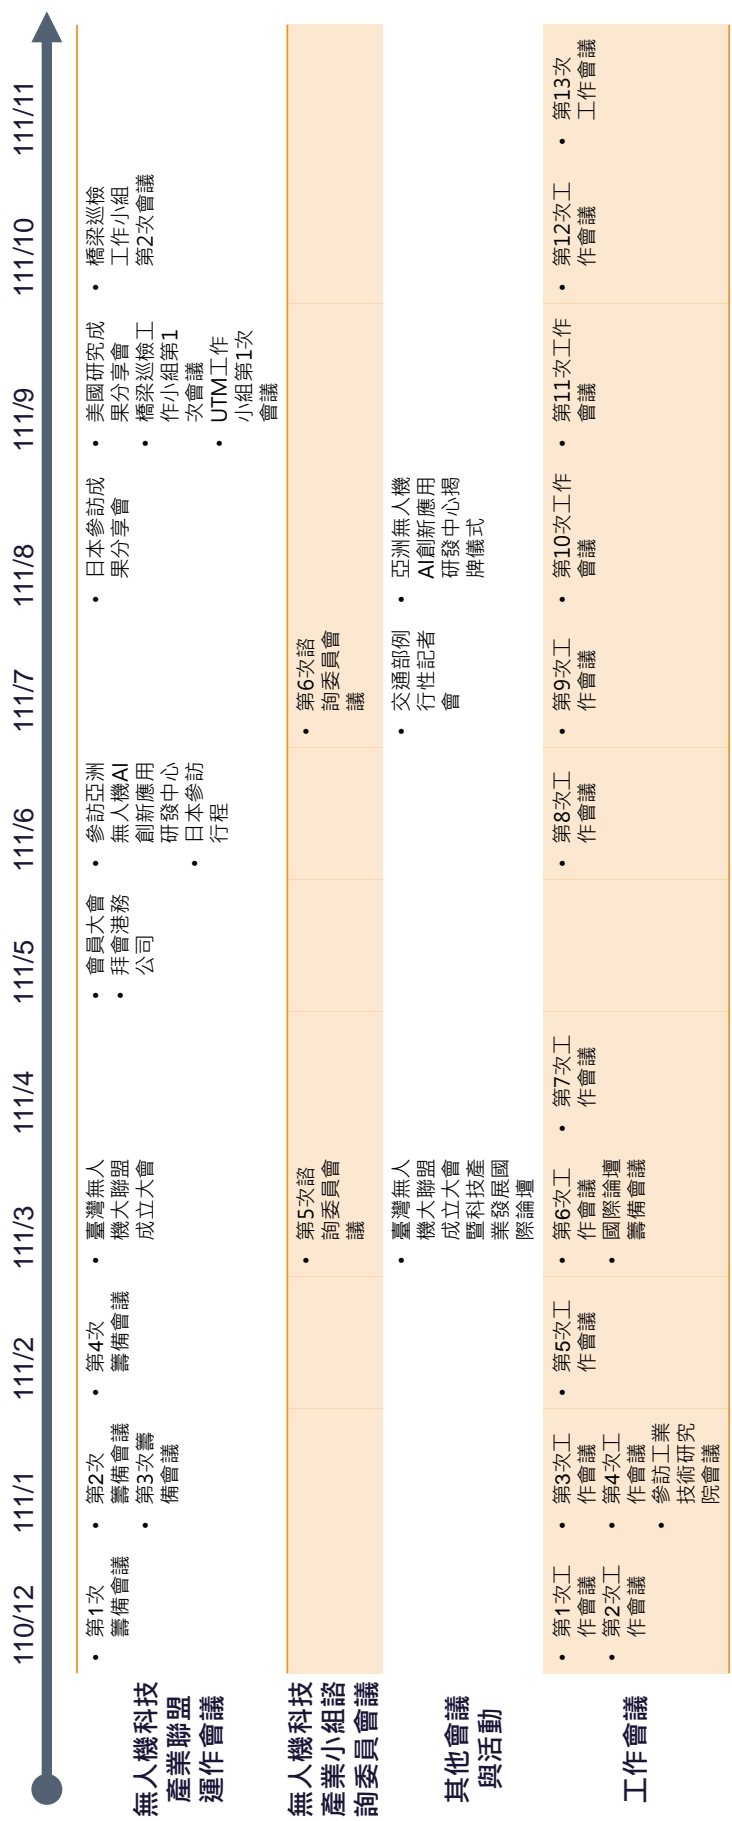 110/12
111/1
111/2
111/3
111/4
111/5
111/6
111/7
111/8
111/9
111/10
111/11
無人機科技
產業聯盟
運作會議
• 第1次
籌備會議
• 第2次
籌備會議
• 第3次籌
備會議
• 第4次
籌備會議
• 臺灣無人
機大聯盟
成立大會
• 會員大會
• 拜會港務
公司
• 參訪亞洲
無人機AI
創新應用
研發中心
• 日本參訪
行程
• 日本參訪成
果分享會
• 美國研究成
果分享會
• 橋梁巡檢工
作小組第1
次會議
• UTM工作
小組第1次
會議
• 橋梁巡檢
工作小組
第2次會議
無人機科技
產業小組諮
詢委員會議
• 第5次諮
詢委員會
議
• 第6次諮
詢委員會
議
其他會議
與活動
• 臺灣無人
機大聯盟
成立大會
暨科技產
業發展國
際論壇
• 交通部例
行性記者
會
• 亞洲無人機
AI創新應用
研發中心揭
牌儀式
工作會議
• 第1次工
作會議
• 第2次工
作會議
• 第3次工
作會議
• 第4次工
作會議
• 參訪工業
技術研究
院會議
• 第5次工
作會議
• 第6次工
作會議
• 國際論壇
籌備會議
• 第7次工
作會議
• 第8次工
作會議
• 第9次工
作會議
• 第10次工作
會議
• 第11次工作
會議
• 第12次工
作會議
• 第13次
工作會議